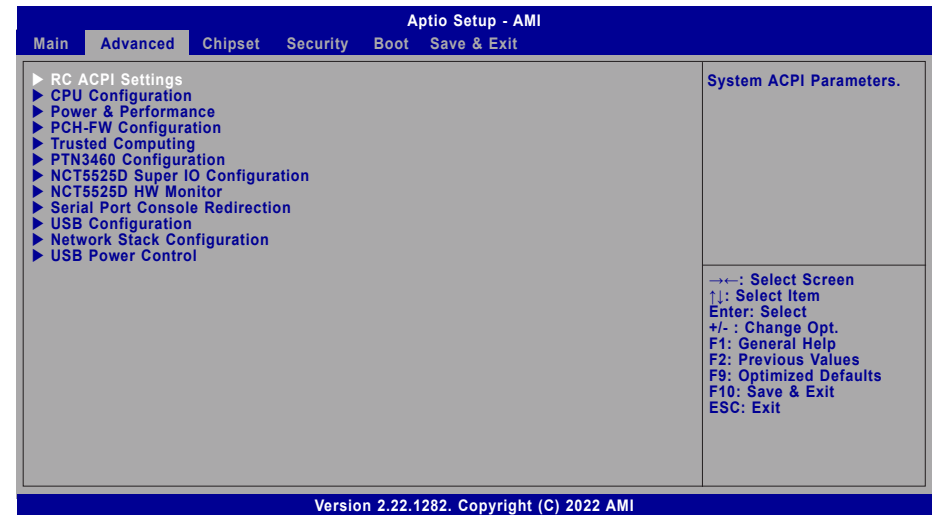 Aptio Setup - AMI
Main Advanced Chipset Security Boot Save & Exit
▶ RC ACPI Settings
▶ CPU Configuration
▶ Power & Performance
▶ PCH-FW Configuration
▶ Trusted Computing
▶ PTN3460 Configuration
▶ NCT5525D Super IO Configuration
▶ NCT5525D HW Monitor
▶ Serial Port Console Redirection
▶ USB Configuration
▶ Network Stack Configuration
▶ USB Power Control
System ACPI Parameters.
→←: Select Screen
↑↓: Select Item
Enter: Select
+/- : Change Opt.
F1: General Help
F2: Previous Values
F9: Optimized Defaults
F10: Save & Exit
ESC: Exit
Version 2.22.1282. Copyright (C) 2022 AMI